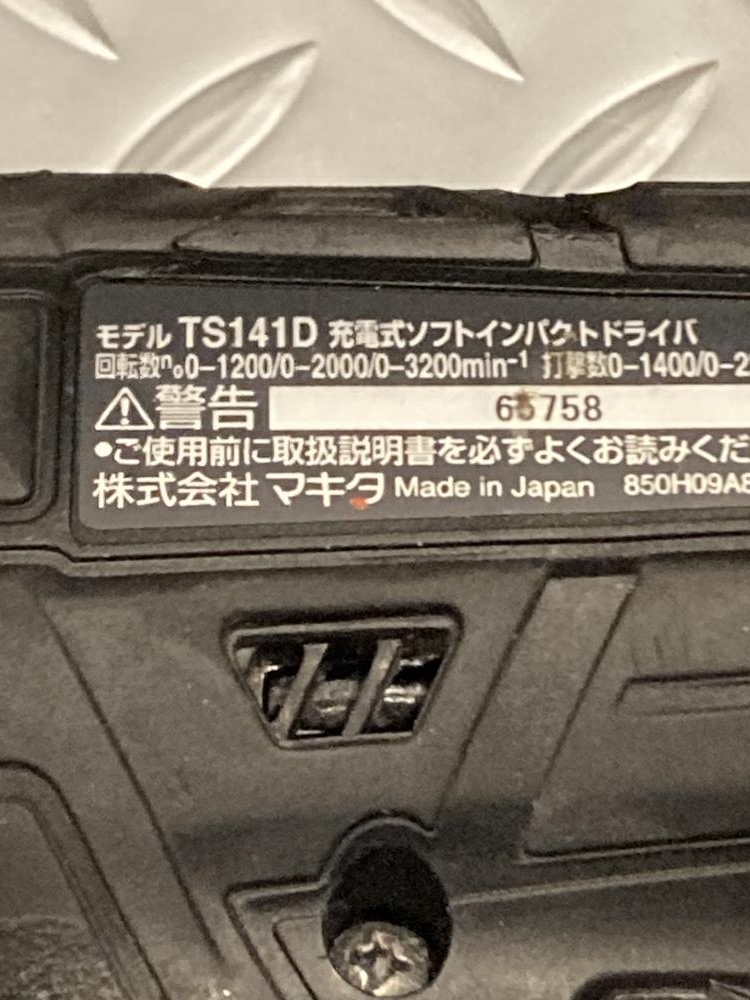 モデル TS141D 充電式ソフトインパクトドライバ
回転数n₀0-1200/0-2000/0-3200min⁻¹ 打撃数0-1400/0-2
⚠警告 758
●ご使用前に取扱説明書を必ずよくお読みくだ
株式会社 マキタ Made in Japan 850H09A8